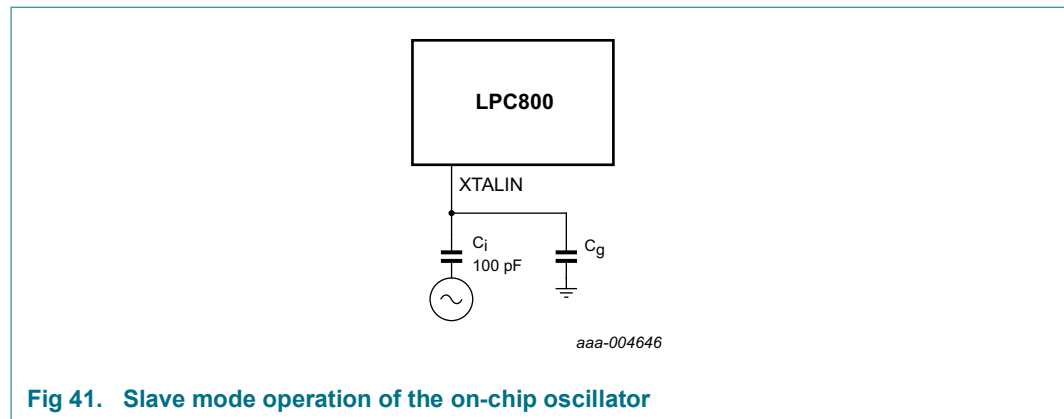 LPC800
XTALIN
Ci
100 pF
Cg
aaa-004646
Fig 41. Slave mode operation of the on-chip oscillator